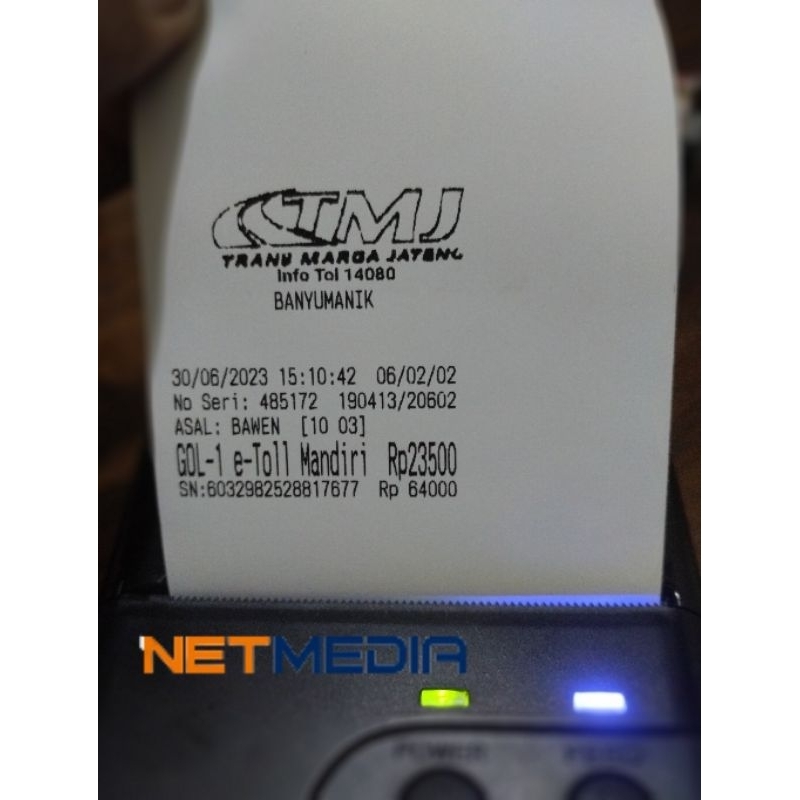 TMJ
TRANS MARGA JATENG
Info Tol 14080
BANYUMANIK
30/06/2023 15:10:42 06/02/02
No Seri: 485172 190413/20602
ASAL: BAWEN [10 03]
GOL-1 e-Toll Mandiri Rp23500
SN:6032982528817677 Rp 64000
NETMEDIA
POWER